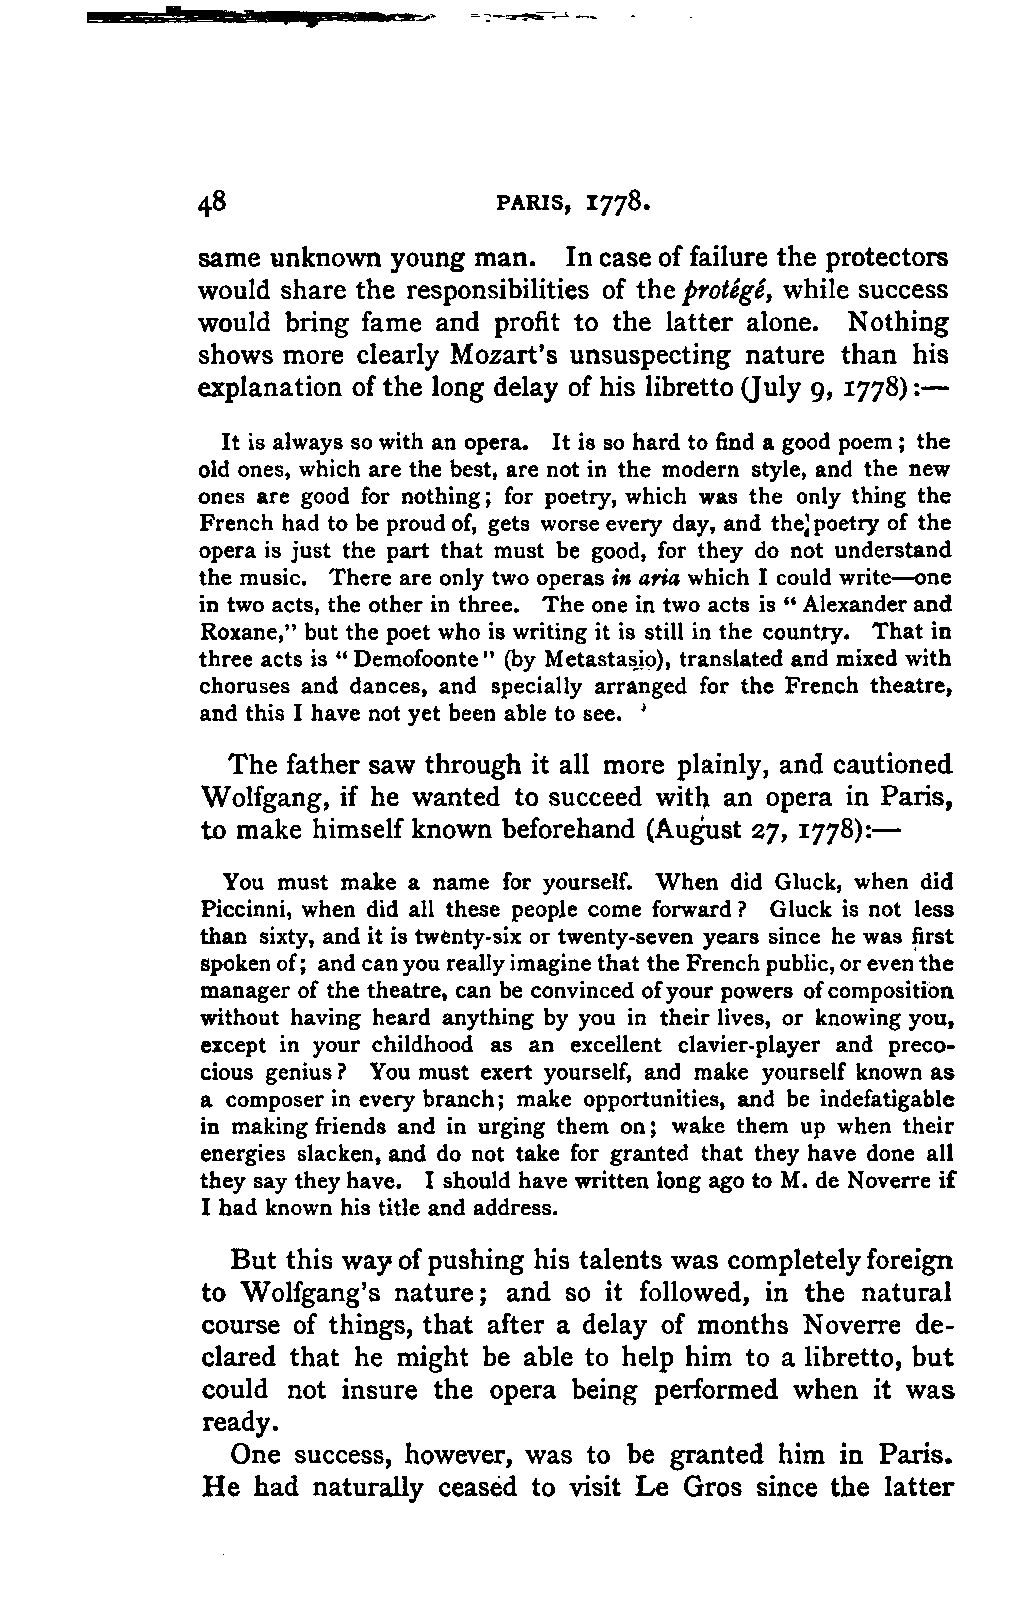 48 PARIS, 1778.
same unknown young man. In case of failure the protectors
would share the responsibilities of the protégé, while success
would bring fame and profit to the latter alone. Nothing
shows more clearly Mozart's unsuspecting nature than his
explanation of the long delay of his libretto (July 9, 1778):—
It is always so with an opera. It is so hard to find a good poem; the
old ones, which are the best, are not in the modern style, and the new
ones are good for nothing; for poetry, which was the only thing the
French had to be proud of, gets worse every day, and the poetry of the
opera is just the part that must be good, for they do not understand
the music. There are only two operas in aria which I could write—one
in two acts, the other in three. The one in two acts is "Alexander and
Roxane," but the poet who is writing it is still in the country. That in
three acts is "Demofoonte" (by Metastasio), translated and mixed with
choruses and dances, and specially arranged for the French theatre,
and this I have not yet been able to see.
The father saw through it all more plainly, and cautioned
Wolfgang, if he wanted to succeed with an opera in Paris,
to make himself known beforehand (August 27, 1778):—
You must make a name for yourself. When did Gluck, when did
Piccinni, when did all these people come forward? Gluck is not less
than sixty, and it is twenty-six or twenty-seven years since he was first
spoken of; and can you really imagine that the French public, or even the
manager of the theatre, can be convinced of your powers of composition
without having heard anything by you in their lives, or knowing you,
except in your childhood as an excellent clavier-player and preco-
cious genius? You must exert yourself, and make yourself known as
a composer in every branch; make opportunities, and be indefatigable
in making friends and in urging them on; wake them up when their
energies slacken, and do not take for granted that they have done all
they say they have. I should have written long ago to M. de Noverre if
I had known his title and address.
But this way of pushing his talents was completely foreign
to Wolfgang's nature; and so it followed, in the natural
course of things, that after a delay of months Noverre de-
clared that he might be able to help him to a libretto, but
could not insure the opera being performed when it was
ready.
One success, however, was to be granted him in Paris.
He had naturally ceased to visit Le Gros since the latter